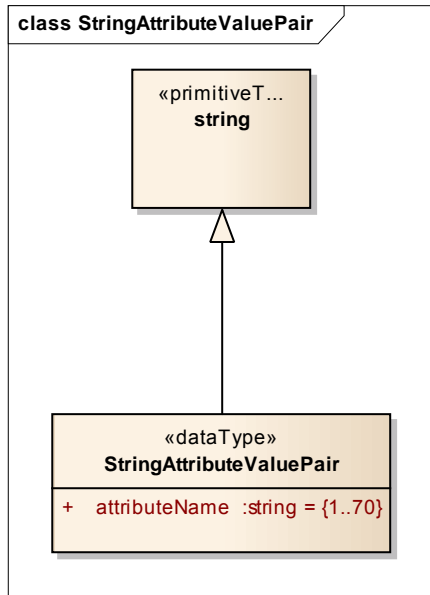 class StringAttributeValuePair
«primitiveT...
string
«dataType»
StringAttributeValuePair
+ attributeName :string = {1..70}